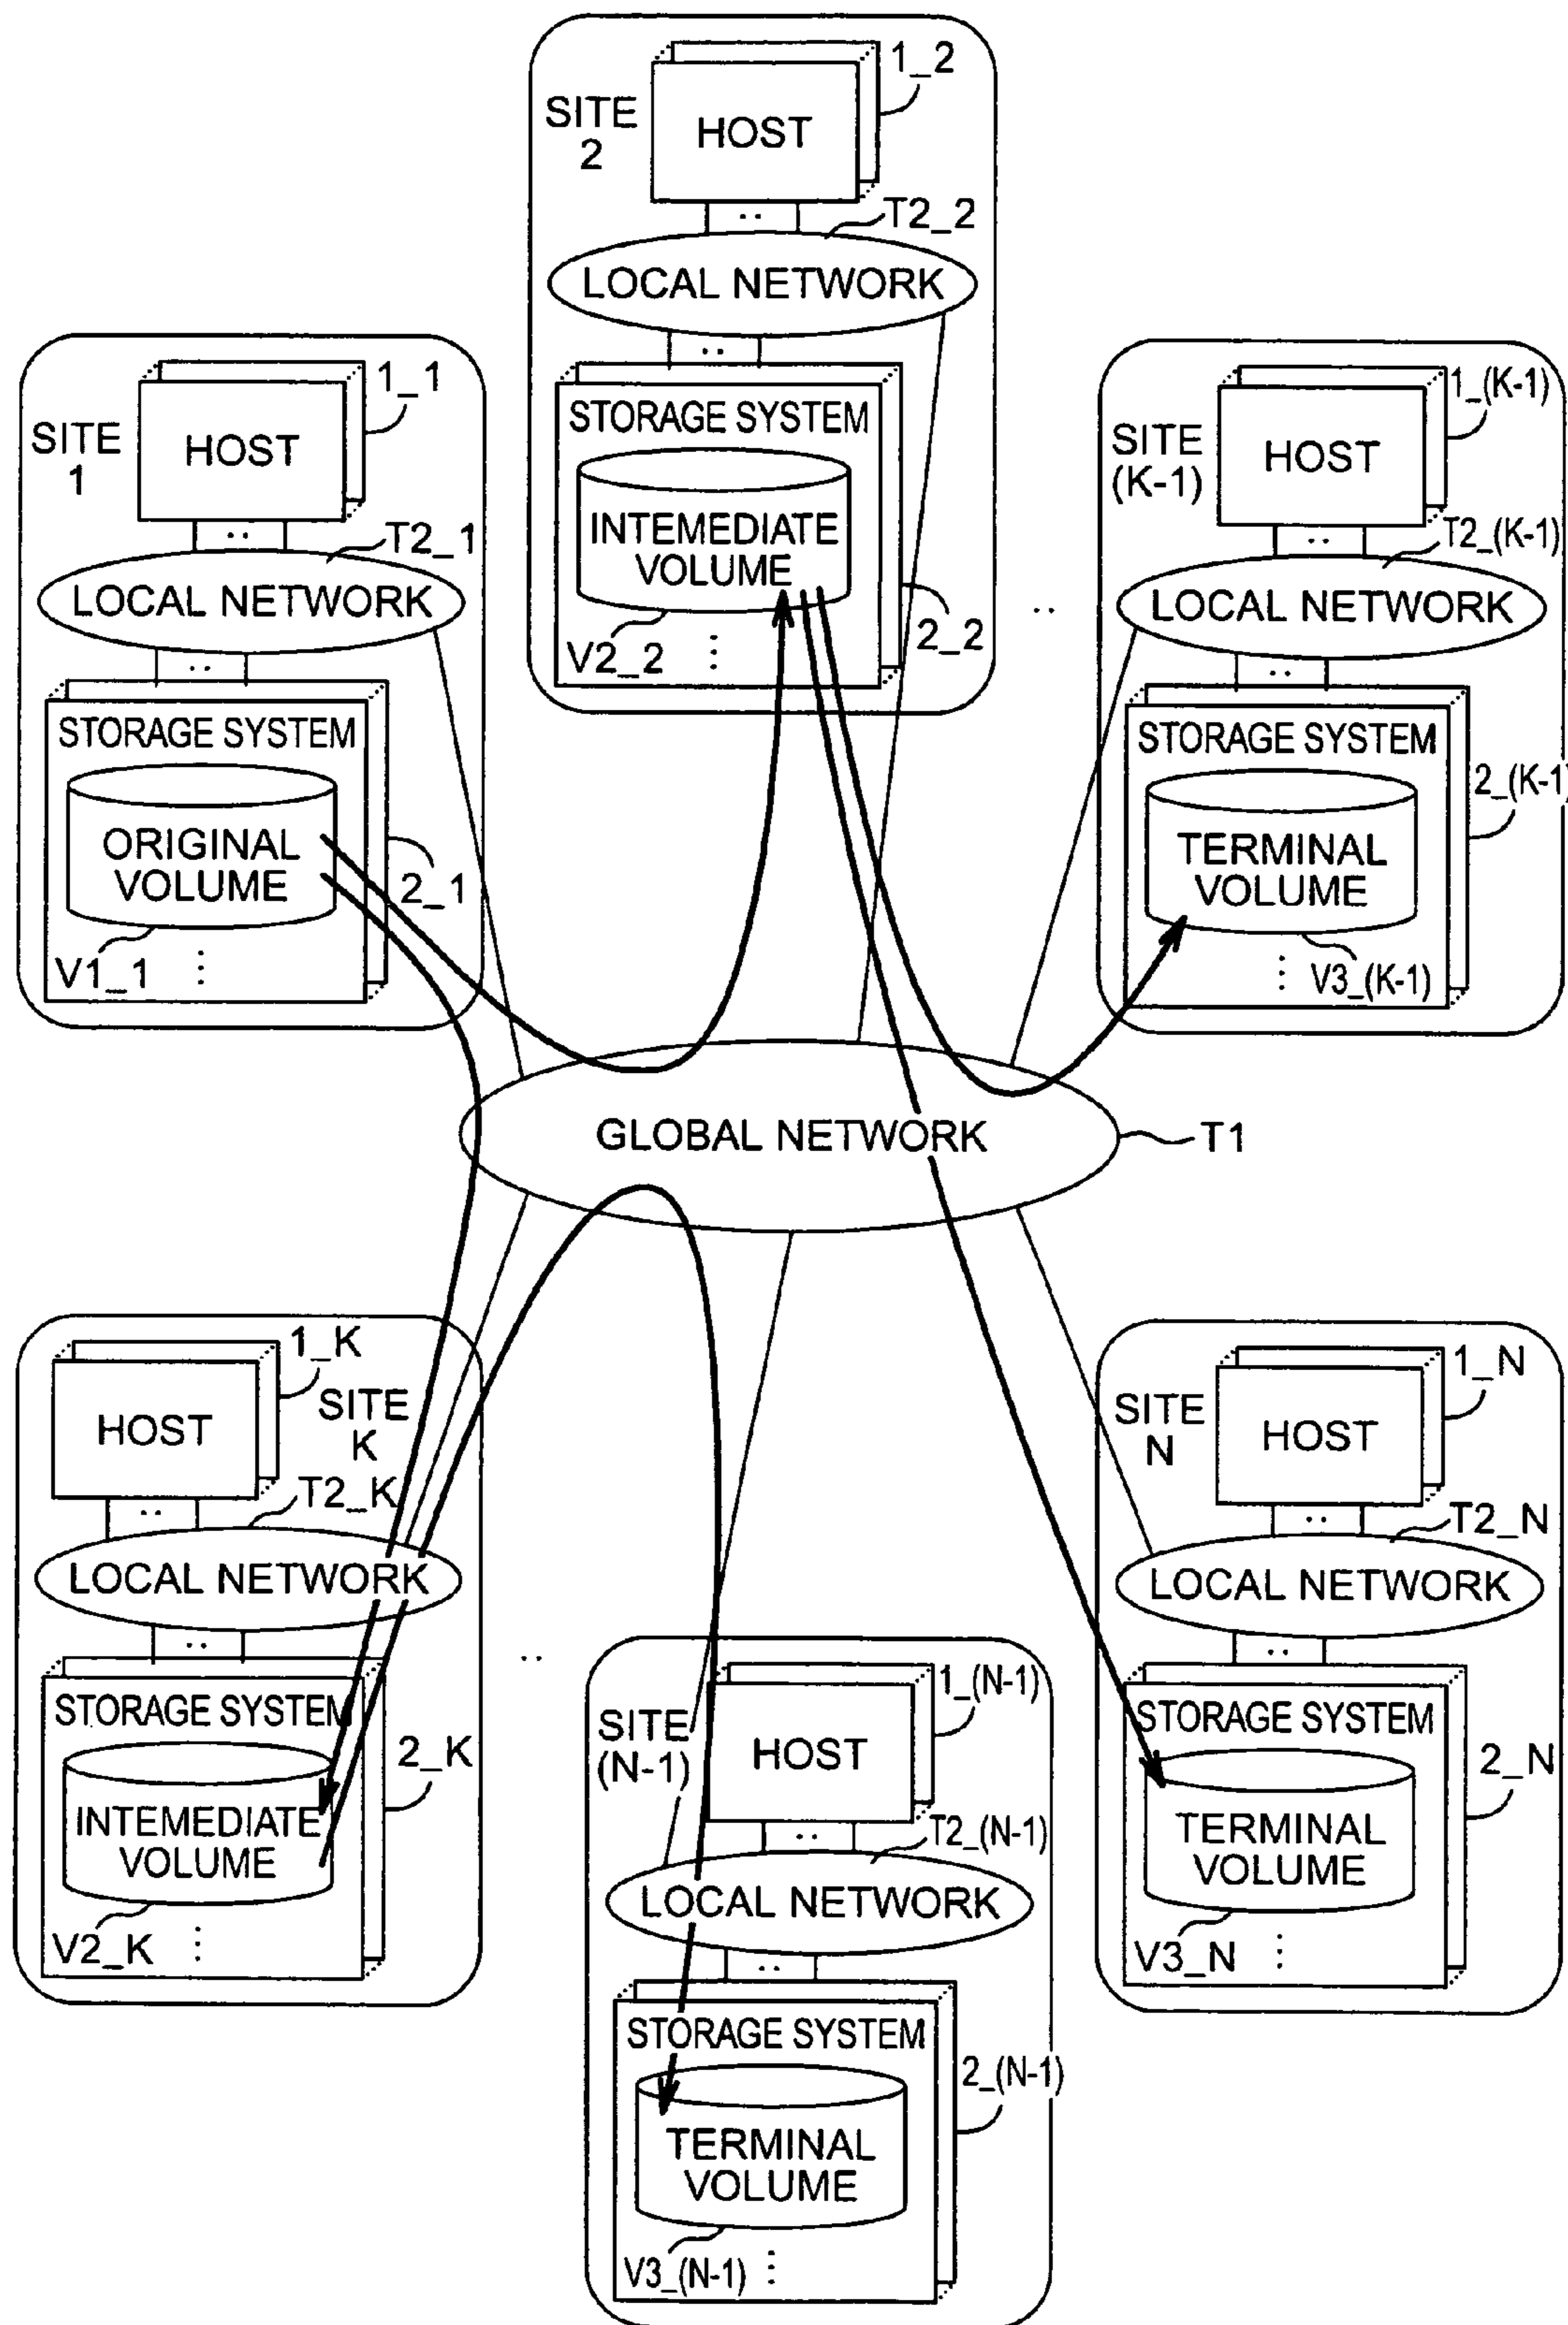 1_2
SITE
2
HOST
T2_2
LOCAL NETWORK
STORAGE SYSTEM
INTEMEDIATE
VOLUME
V2_2
2_2
1_1
SITE
1
HOST
T2_1
LOCAL NETWORK
STORAGE SYSTEM
ORIGINAL
VOLUME
2_1
V1_1
1_(K-1)
SITE
(K-1)
HOST
T2_(K-1)
LOCAL NETWORK
STORAGE SYSTEM
2_(K-1)
TERMINAL
VOLUME
V3_(K-1)
GLOBAL NETWORK
T1
1_K
HOST
SITE
K
T2_K
LOCAL NETWORK
STORAGE SYSTEM
2_K
INTEMEDIATE
VOLUME
V2_K
1_(N-1)
SITE
(N-1)
HOST
T2_(N-1)
LOCAL NETWORK
STORAGE SYSTEM
2_(N-1)
TERMINAL
VOLUME
V3_(N-1)
1_N
SITE
N
HOST
T2_N
LOCAL NETWORK
STORAGE SYSTEM
2_N
TERMINAL
VOLUME
V3_N